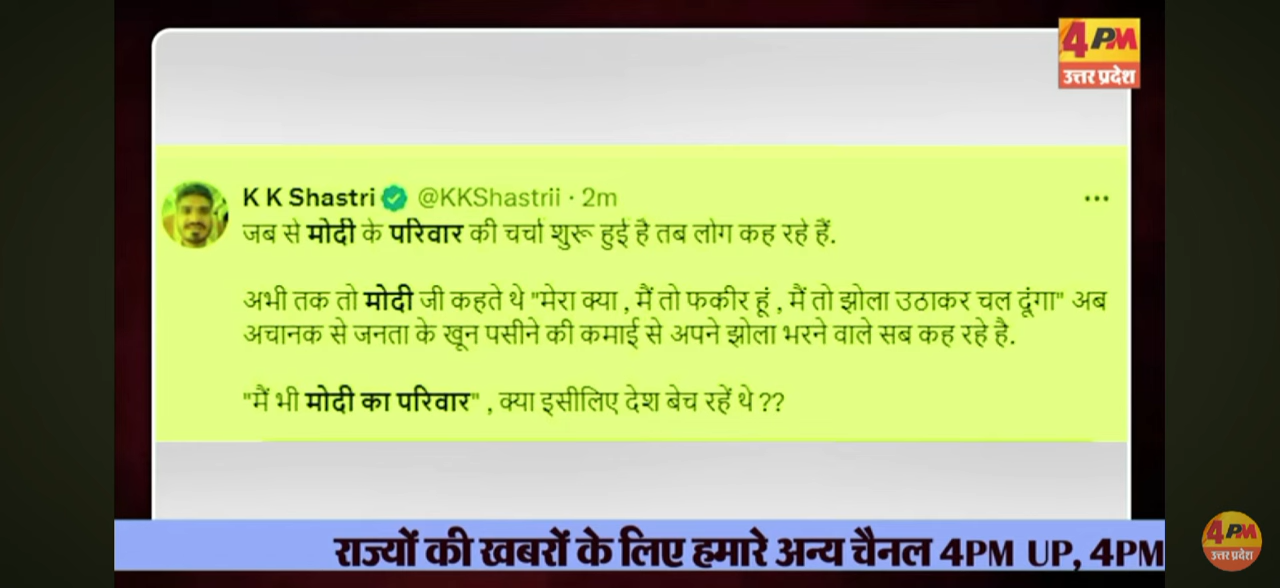 4PM
उत्तर प्रदेश
K K Shastri @KKShastrii · 2m
जब से मोदी के परिवार की चर्चा शुरू हुई है तब लोग कह रहे हैं.
अभी तक तो मोदी जी कहते थे "मेरा क्या , मैं तो फकीर हूं , मैं तो झोला उठाकर चल दूंगा" अब
अचानक से जनता के खून पसीने की कमाई से अपने झोला भरने वाले सब कह रहे है.
"मैं भी मोदी का परिवार" , क्या इसीलिए देश बेच रहें थे ??
राज्यों की खबरों के लिए हमारे अन्य चैनल 4PM UP, 4PM
4PM
उत्तर प्रदेश